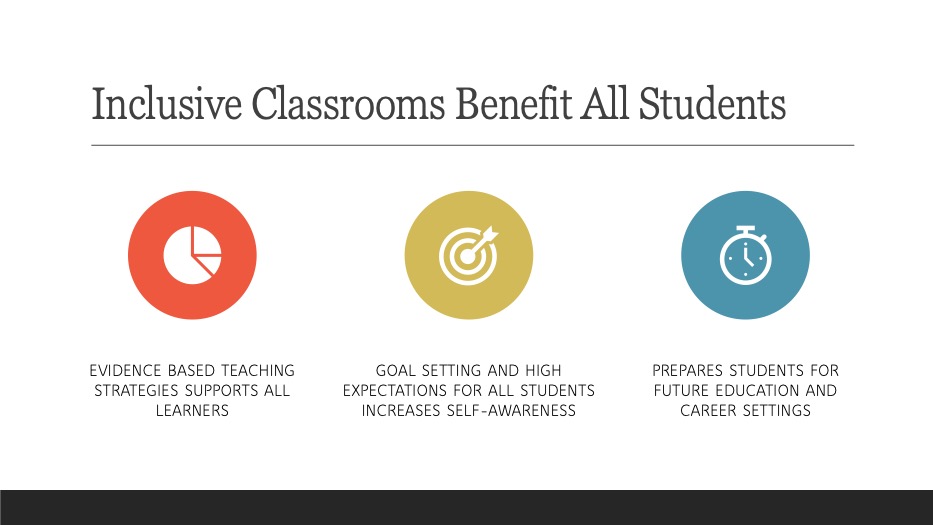 Inclusive Classrooms Benefit All Students
EVIDENCE BASED TEACHING
STRATEGIES SUPPORTS ALL
LEARNERS
GOAL SETTING AND HIGH
EXPECTATIONS FOR ALL STUDENTS
INCREASES SELF-AWARENESS
PREPARES STUDENTS FOR
FUTURE EDUCATION AND
CAREER SETTINGS